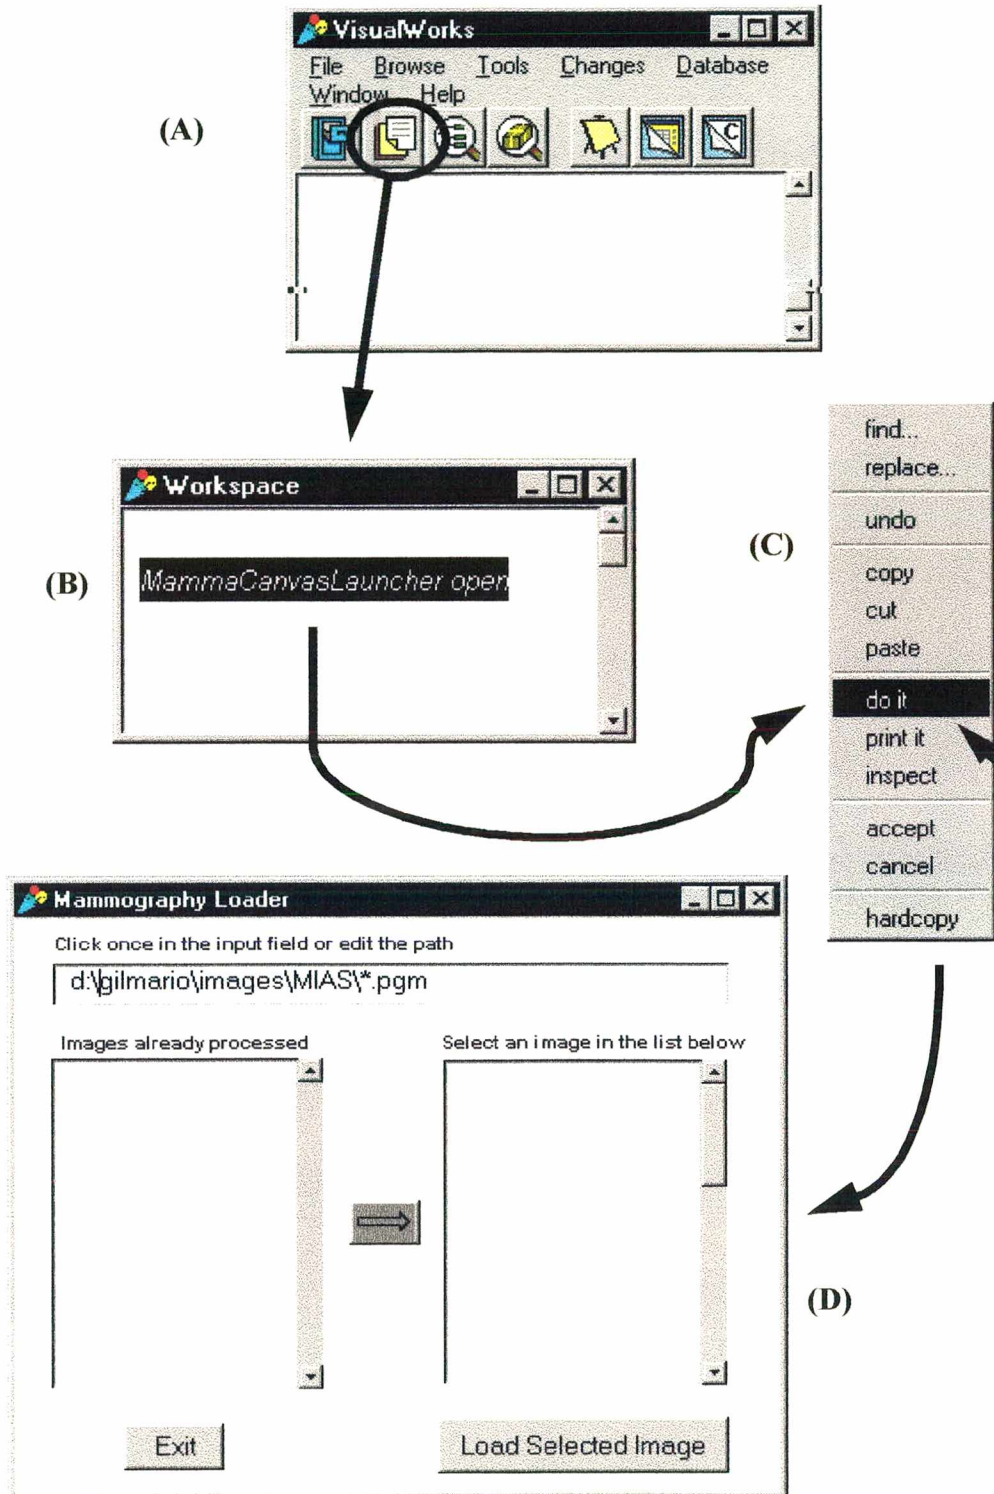 VisualWorks
File Browse Tools Changes Database
Window Help
(A)
C
Workspace
(B)
MammaCanvasLauncher open
(C)
find...
replace...
undo
copy
cut
paste
do it
print it
inspect
accept
cancel
hardcopy
Mammography Loader
Click once in the input field or edit the path
d:\gilmario\images\MIAS\*.pgm
Images already processed
Select an image in the list below
(D)
Exit
Load Selected Image